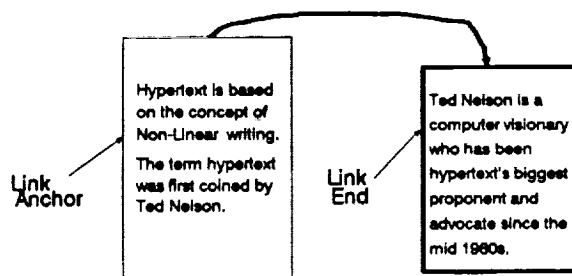 Hypertext is based
on the concept of
Non-Linear writing.
The term hypertext
was first coined by
Ted Nelson.
Link
Anchor
Ted Nelson is a
computer visionary
who has been
hypertext's biggest
proponent and
advocate since the
mid 1960s.
Link
End